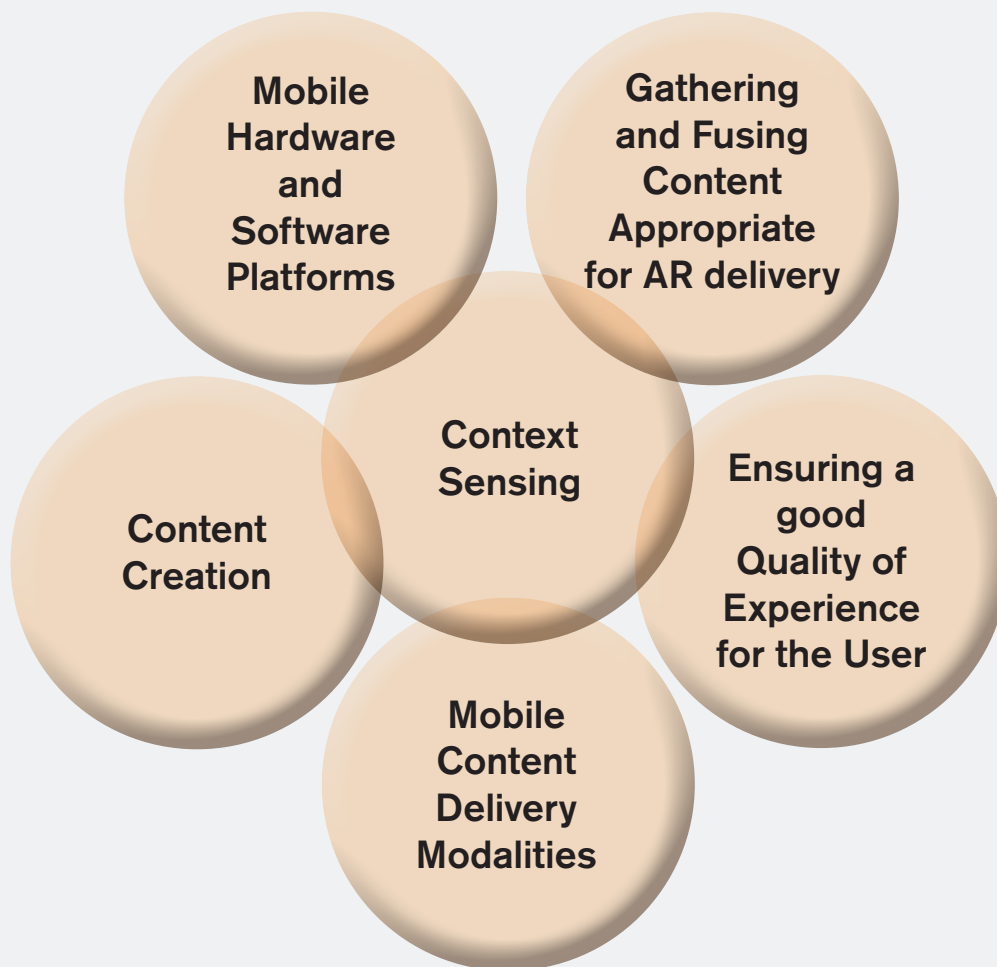 Mobile
Hardware
and
Software
Platforms
Gathering
and Fusing
Content
Appropriate
for AR delivery
Context
Sensing
Content
Creation
Ensuring a
good
Quality of
Experience
for the User
Mobile
Content
Delivery
Modalities